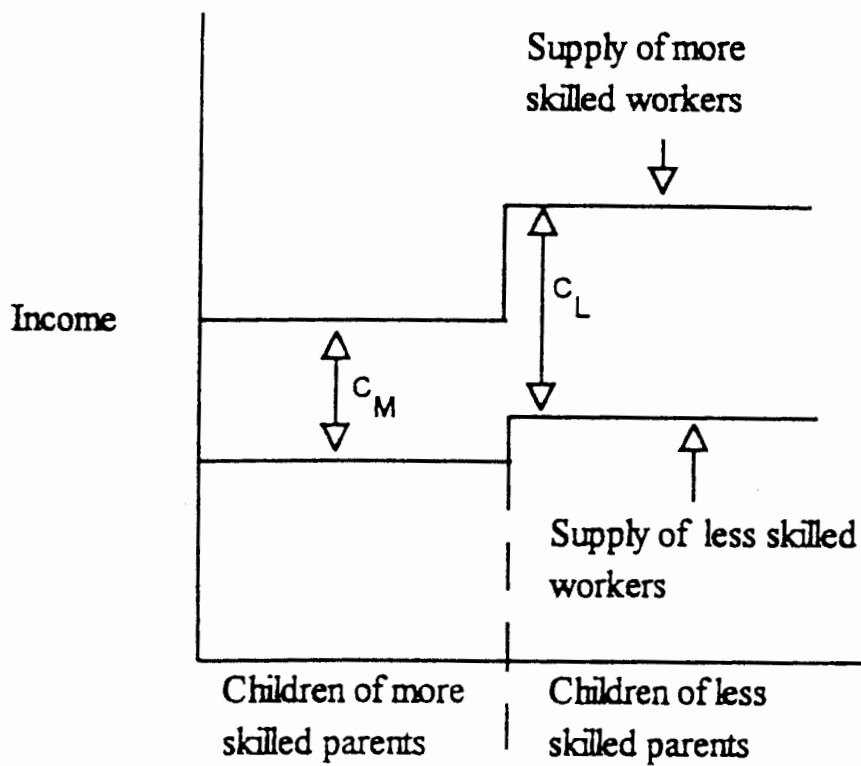 Supply of more
skilled workers
Income
C_L
C_M
Supply of less skilled
workers
Children of more
skilled parents
Children of less
skilled parents